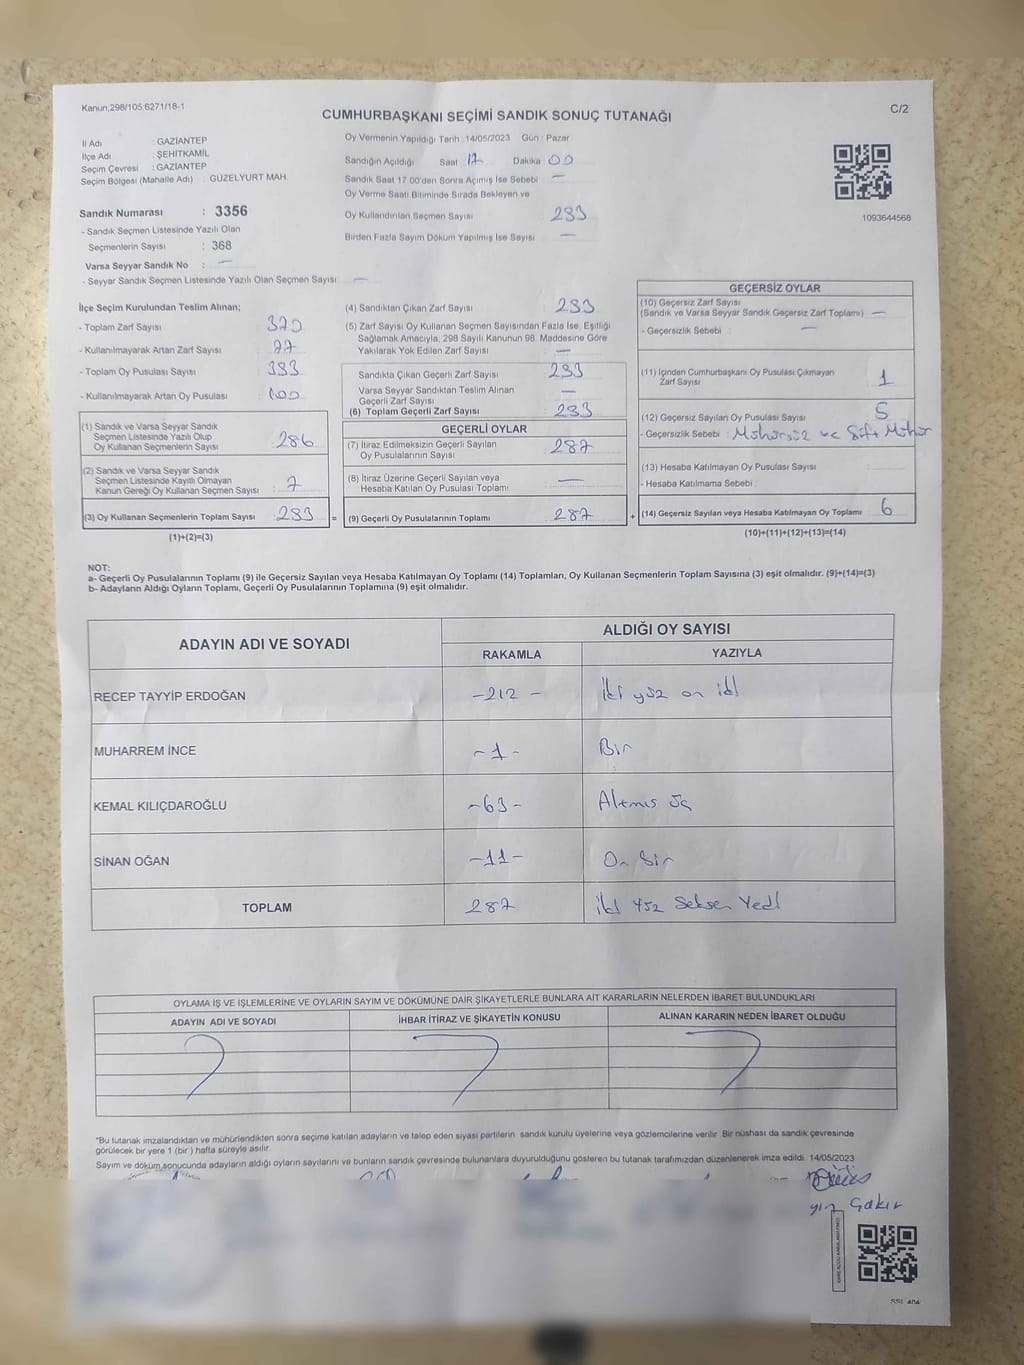 Kanun;298/105;6271/18-1
CUMHURBAŞKANI SEÇİMİ SANDIK SONUÇ TUTANAĞI
C/2
İl Adı : GAZİANTEP
İlçe Adı : ŞEHİTKAMİL
Seçim Çevresi : GAZİANTEP
Seçim Bölgesi (Mahalle Adı) : GÜZELYURT MAH.
Sandık Numarası : 3356
- Sandık Seçmen Listesinde Yazılı Olan
Seçmenlerin Sayısı : 368
Varsa Seyyar Sandık No : —
- Seyyar Sandık Seçmen Listesinde Yazılı Olan Seçmen Sayısı —
Oy Vermenin Yapıldığı Tarih :14/05/2023 Gün : Pazar
Sandığın Açıldığı Saat 17 Dakika 00
Sandık Saat 17.00'den Sonra Açımış İse Sebebi —
Oy Verme Saati Bitiminde Sırada Bekleyen ve
Oy Kullandırılan Seçmen Sayısı 293
Birden Fazla Sayım Döküm Yapılmış İse Sayısı —
1093644568
İlçe Seçim Kurulundan Teslim Alınan;
- Toplam Zarf Sayısı 370
- Kullanılmayarak Artan Zarf Sayısı 77
- Toplam Oy Pusulası Sayısı 393
- Kullanılmayarak Artan Oy Pusulası 100
(1) Sandık ve Varsa Seyyar Sandık
Seçmen Listesinde Yazılı Olup
Oy Kullanan Seçmenlerin Sayısı 286
(2) Sandık ve Varsa Seyyar Sandık
Seçmen Listesinde Kayıtlı Olmayan
Kanun Gereği Oy Kullanan Seçmen Sayısı 7
(3) Oy Kullanan Seçmenlerin Toplam Sayısı 293
(1)+(2)=(3)
(4) Sandıktan Çıkan Zarf Sayısı 293
(5) Zarf Sayısı Oy Kullanan Seçmen Sayısından Fazla İse, Eşitliği
Sağlamak Amacıyla, 298 Sayılı Kanunun 98. Maddesine Göre
Yakılarak Yok Edilen Zarf Sayısı —
Sandıkta Çıkan Geçerli Zarf Sayısı 293
Varsa Seyyar Sandıktan Teslim Alınan
Geçerli Zarf Sayısı —
(6) Toplam Geçerli Zarf Sayısı 293
GEÇERLİ OYLAR
(7) İtiraz Edilmeksizin Geçerli Sayılan
Oy Pusulalarının Sayısı 287
(8) İtiraz Üzerine Geçerli Sayılan veya
Hesaba Katılan Oy Pusulası Toplamı —
= (9) Geçerli Oy Pusulalarının Toplamı 287
GEÇERSİZ OYLAR
(10) Geçersiz Zarf Sayısı
(Sandık ve Varsa Seyyar Sandık Geçersiz Zarf Toplamı) —
- Geçersizlik Sebebi : —
(11) İçinden Cumhurbaşkanı Oy Pusulası Çıkmayan
Zarf Sayısı 1
(12) Geçersiz Sayılan Oy Pusulası Sayısı 5
- Geçersizlik Sebebi : Mühürsüz ve Çift Mühür
(13) Hesaba Katılmayan Oy Pusulası Sayısı
- Hesaba Katılmama Sebebi :
+ (14) Geçersiz Sayılan veya Hesaba Katılmayan Oy Toplamı 6
(10)+(11)+(12)+(13)=(14)
NOT:
a- Geçerli Oy Pusulalarının Toplamı (9) ile Geçersiz Sayılan veya Hesaba Katılmayan Oy Toplamı (14) Toplamları, Oy Kullanan Seçmenlerin Toplam Sayısına (3) eşit olmalıdır. (9)+(14)=(3)
b- Adayların Aldığı Oyların Toplamı, Geçerli Oy Pusulalarının Toplamına (9) eşit olmalıdır.
ADAYIN ADI VE SOYADI
ALDIĞI OY SAYISI
RAKAMLA YAZIYLA
RECEP TAYYİP ERDOĞAN -212- İki yüz on iki
MUHARREM İNCE -1- Bir
KEMAL KILIÇDAROĞLU -63- Altmış üç
SİNAN OĞAN -11- On Bir
TOPLAM 287 iki yüz Seksen Yedi
OYLAMA İŞ VE İŞLEMLERİNE VE OYLARIN SAYIM VE DÖKÜMÜNE DAİR ŞİKAYETLERLE BUNLARA AİT KARARLARIN NELERDEN İBARET BULUNDUKLARI
ADAYIN ADI VE SOYADI İHBAR İTİRAZ VE ŞİKAYETİN KONUSU ALINAN KARARIN NEDEN İBARET OLDUĞU
*Bu tutanak imzalandıktan ve mühürlendikten sonra seçime katılan adayların ve talep eden siyasi partilerin sandık kurulu üyelerine veya gözlemcilerine verilir. Bir nüshası da sandık çevresinde
görülecek bir yere 1 (bir) hafta süreyle asılır.
Sayım ve döküm sonucunda adayların aldığı oyların sayılarını ve bunların sandık çevresinde bulunanlara duyurulduğunu gösteren bu tutanak tarafımızdan düzenlenerek imza edildi. 14/05/2023
Çakır